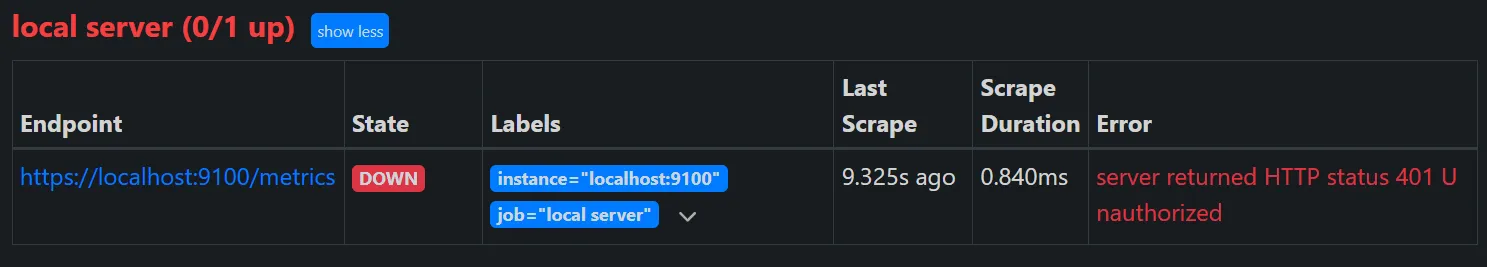 local server (0/1 up) show less
Endpoint State Labels Last Scrape Scrape Duration Error
https://localhost:9100/metrics DOWN instance="localhost:9100" job="local server" 9.325s ago 0.840ms server returned HTTP status 401 U
nauthorized